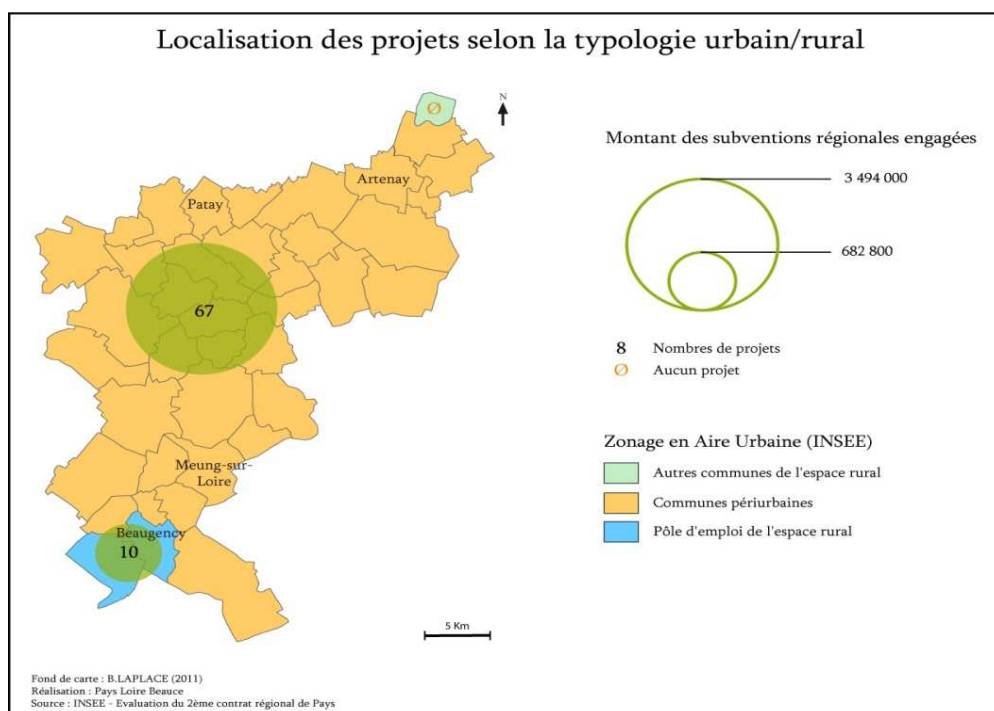 Localisation des projets selon la typologie urbain/rural
Ø
N
Artenay
Patay
67
Meung-sur-
Loire
Beaugency
10
5 Km
Montant des subventions régionales engagées
3 494 000
682 800
8 Nombres de projets
Ø Aucun projet
Zonage en Aire Urbaine (INSEE)
Autres communes de l'espace rural
Communes périurbaines
Pôle d'emploi de l'espace rural
Fond de carte : B.LAPLACE (2011)
Réalisation : Pays Loire Beauce
Source : INSEE - Evaluation du 2ème contrat régional de Pays